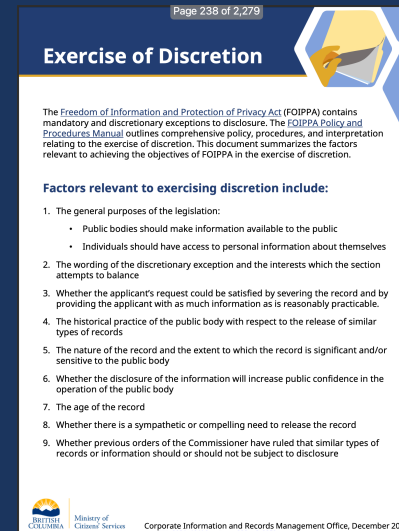 Page 238 of 2,279
Exercise of Discretion
The Freedom of Information and Protection of Privacy Act (FOIPPA) contains
mandatory and discretionary exceptions to disclosure. The FOIPPA Policy and
Procedures Manual outlines comprehensive policy, procedures, and interpretation
relating to the exercise of discretion. This document summarizes the factors
relevant to achieving the objectives of FOIPPA in the exercise of discretion.
Factors relevant to exercising discretion include:
1. The general purposes of the legislation:
• Public bodies should make information available to the public
• Individuals should have access to personal information about themselves
2. The wording of the discretionary exception and the interests which the section
attempts to balance
3. Whether the applicant's request could be satisfied by severing the record and by
providing the applicant with as much information as is reasonably practicable.
4. The historical practice of the public body with respect to the release of similar
types of records
5. The nature of the record and the extent to which the record is significant and/or
sensitive to the public body
6. Whether the disclosure of the information will increase public confidence in the
operation of the public body
7. The age of the record
8. Whether there is a sympathetic or compelling need to release the record
9. Whether previous orders of the Commissioner have ruled that similar types of
records or information should or should not be subject to disclosure
BRITISH
COLUMBIA
Ministry of
Citizens' Services
Corporate Information and Records Management Office, December 20